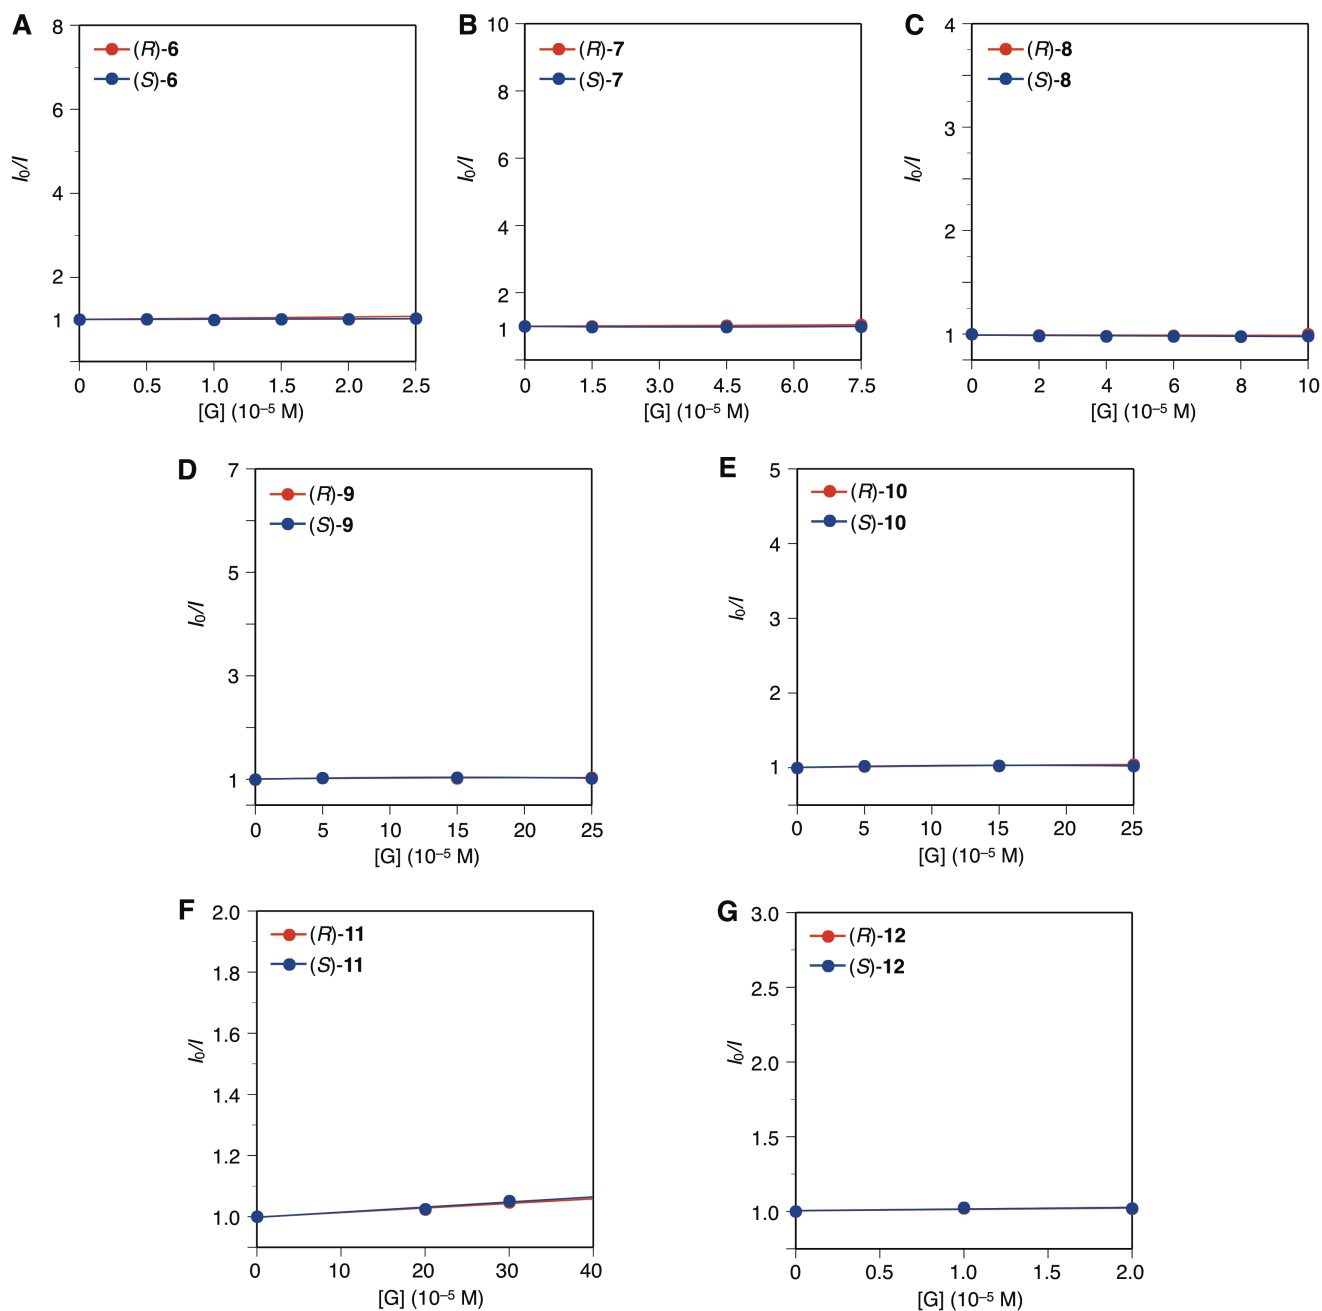 A
8
6
4
2
1
I₀/I
(R)-6
(S)-6
0 0.5 1.0 1.5 2.0 2.5
[G] (10⁻⁵ M)
B
10
8
6
4
2
1
I₀/I
(R)-7
(S)-7
0 1.5 3.0 4.5 6.0 7.5
[G] (10⁻⁵ M)
C
4
3
2
1
I₀/I
(R)-8
(S)-8
0 2 4 6 8 10
[G] (10⁻⁵ M)
D
7
5
3
1
I₀/I
(R)-9
(S)-9
0 5 10 15 20 25
[G] (10⁻⁵ M)
E
5
4
3
2
1
I₀/I
(R)-10
(S)-10
0 5 10 15 20 25
[G] (10⁻⁵ M)
F
2.0
1.8
1.6
1.4
1.2
1.0
I₀/I
(R)-11
(S)-11
0 10 20 30 40
[G] (10⁻⁵ M)
G
3.0
2.5
2.0
1.5
1.0
I₀/I
(R)-12
(S)-12
0 0.5 1.0 1.5 2.0
[G] (10⁻⁵ M)